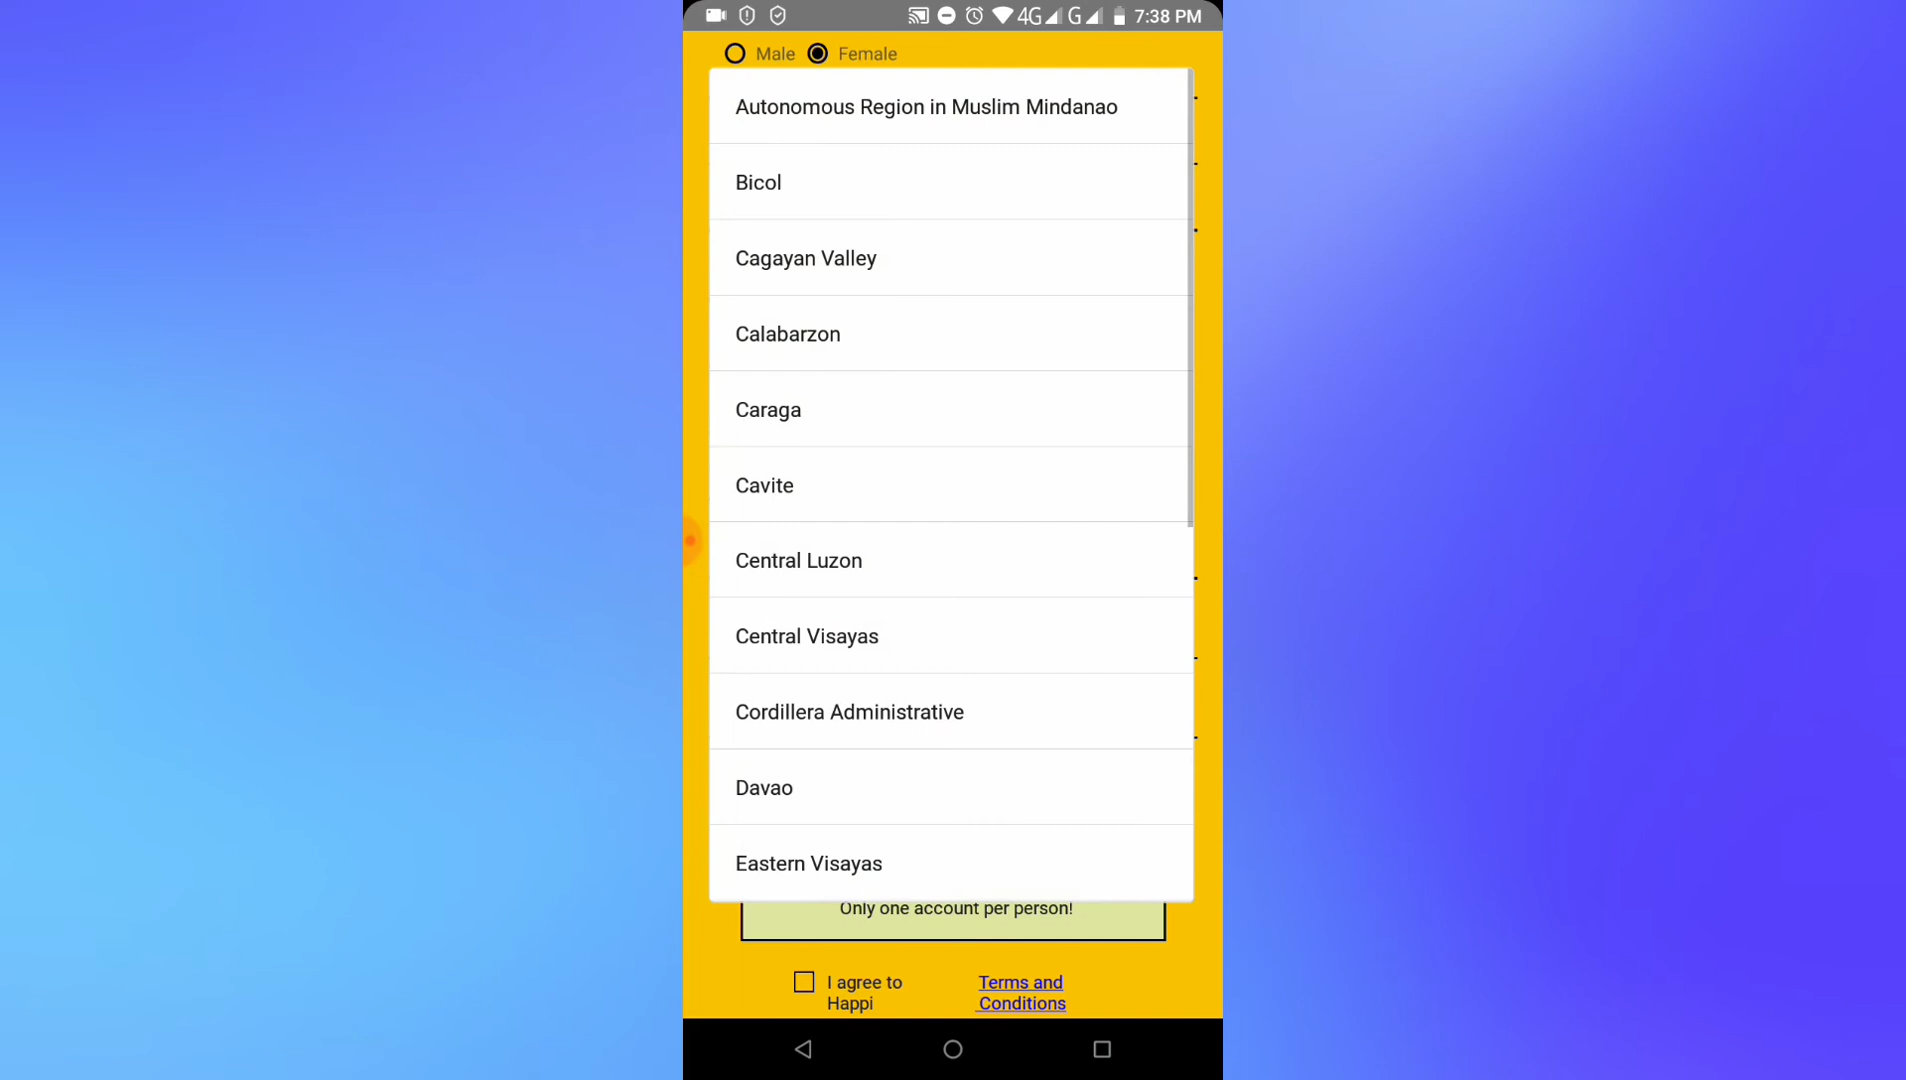 4G G 7:38 PM
Male Female
Autonomous Region in Muslim Mindanao
Bicol
Cagayan Valley
Calabarzon
Caraga
Cavite
Central Luzon
Central Visayas
Cordillera Administrative
Davao
Eastern Visayas
Only one account per person!
I agree to Terms and
Happi Conditions